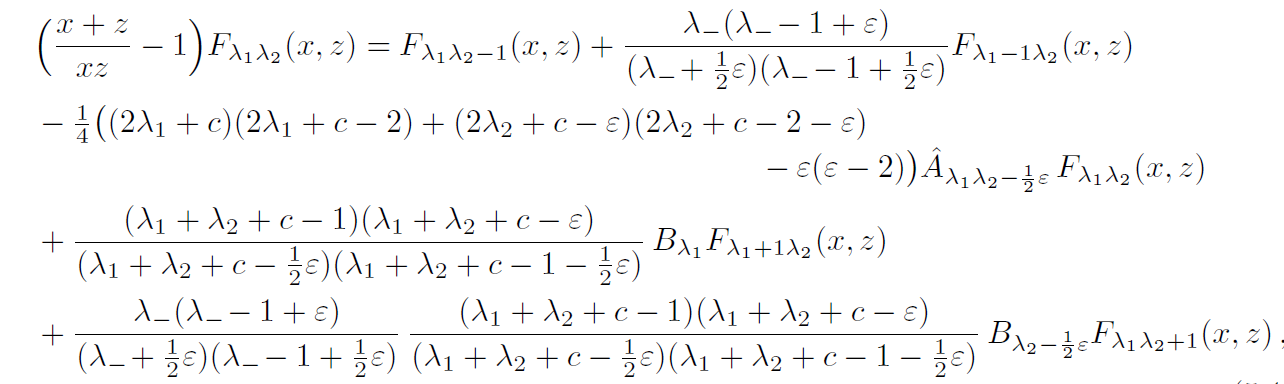 \Big(\frac{x+z}{xz} - 1\Big) F_{\lambda_1\lambda_2}(x,z) = F_{\lambda_1\lambda_2-1}(x,z) + \frac{\lambda_-(\lambda_- - 1 + \varepsilon)}{(\lambda_- + \frac{1}{2}\varepsilon)(\lambda_- - 1 + \frac{1}{2}\varepsilon)} F_{\lambda_1-1\lambda_2}(x,z)
- \frac{1}{4}\big((2\lambda_1 + c)(2\lambda_1 + c - 2) + (2\lambda_2 + c - \varepsilon)(2\lambda_2 + c - 2 - \varepsilon)
- \varepsilon(\varepsilon - 2)\big) \hat{A}_{\lambda_1\lambda_2-\frac{1}{2}\varepsilon} F_{\lambda_1\lambda_2}(x,z)
+ \frac{(\lambda_1 + \lambda_2 + c - 1)(\lambda_1 + \lambda_2 + c - \varepsilon)}{(\lambda_1 + \lambda_2 + c - \frac{1}{2}\varepsilon)(\lambda_1 + \lambda_2 + c - 1 - \frac{1}{2}\varepsilon)} B_{\lambda_1} F_{\lambda_1+1\lambda_2}(x,z)
+ \frac{\lambda_-(\lambda_- - 1 + \varepsilon)}{(\lambda_- + \frac{1}{2}\varepsilon)(\lambda_- - 1 + \frac{1}{2}\varepsilon)} \frac{(\lambda_1 + \lambda_2 + c - 1)(\lambda_1 + \lambda_2 + c - \varepsilon)}{(\lambda_1 + \lambda_2 + c - \frac{1}{2}\varepsilon)(\lambda_1 + \lambda_2 + c - 1 - \frac{1}{2}\varepsilon)} B_{\lambda_2-\frac{1}{2}\varepsilon} F_{\lambda_1\lambda_2+1}(x,z) ,